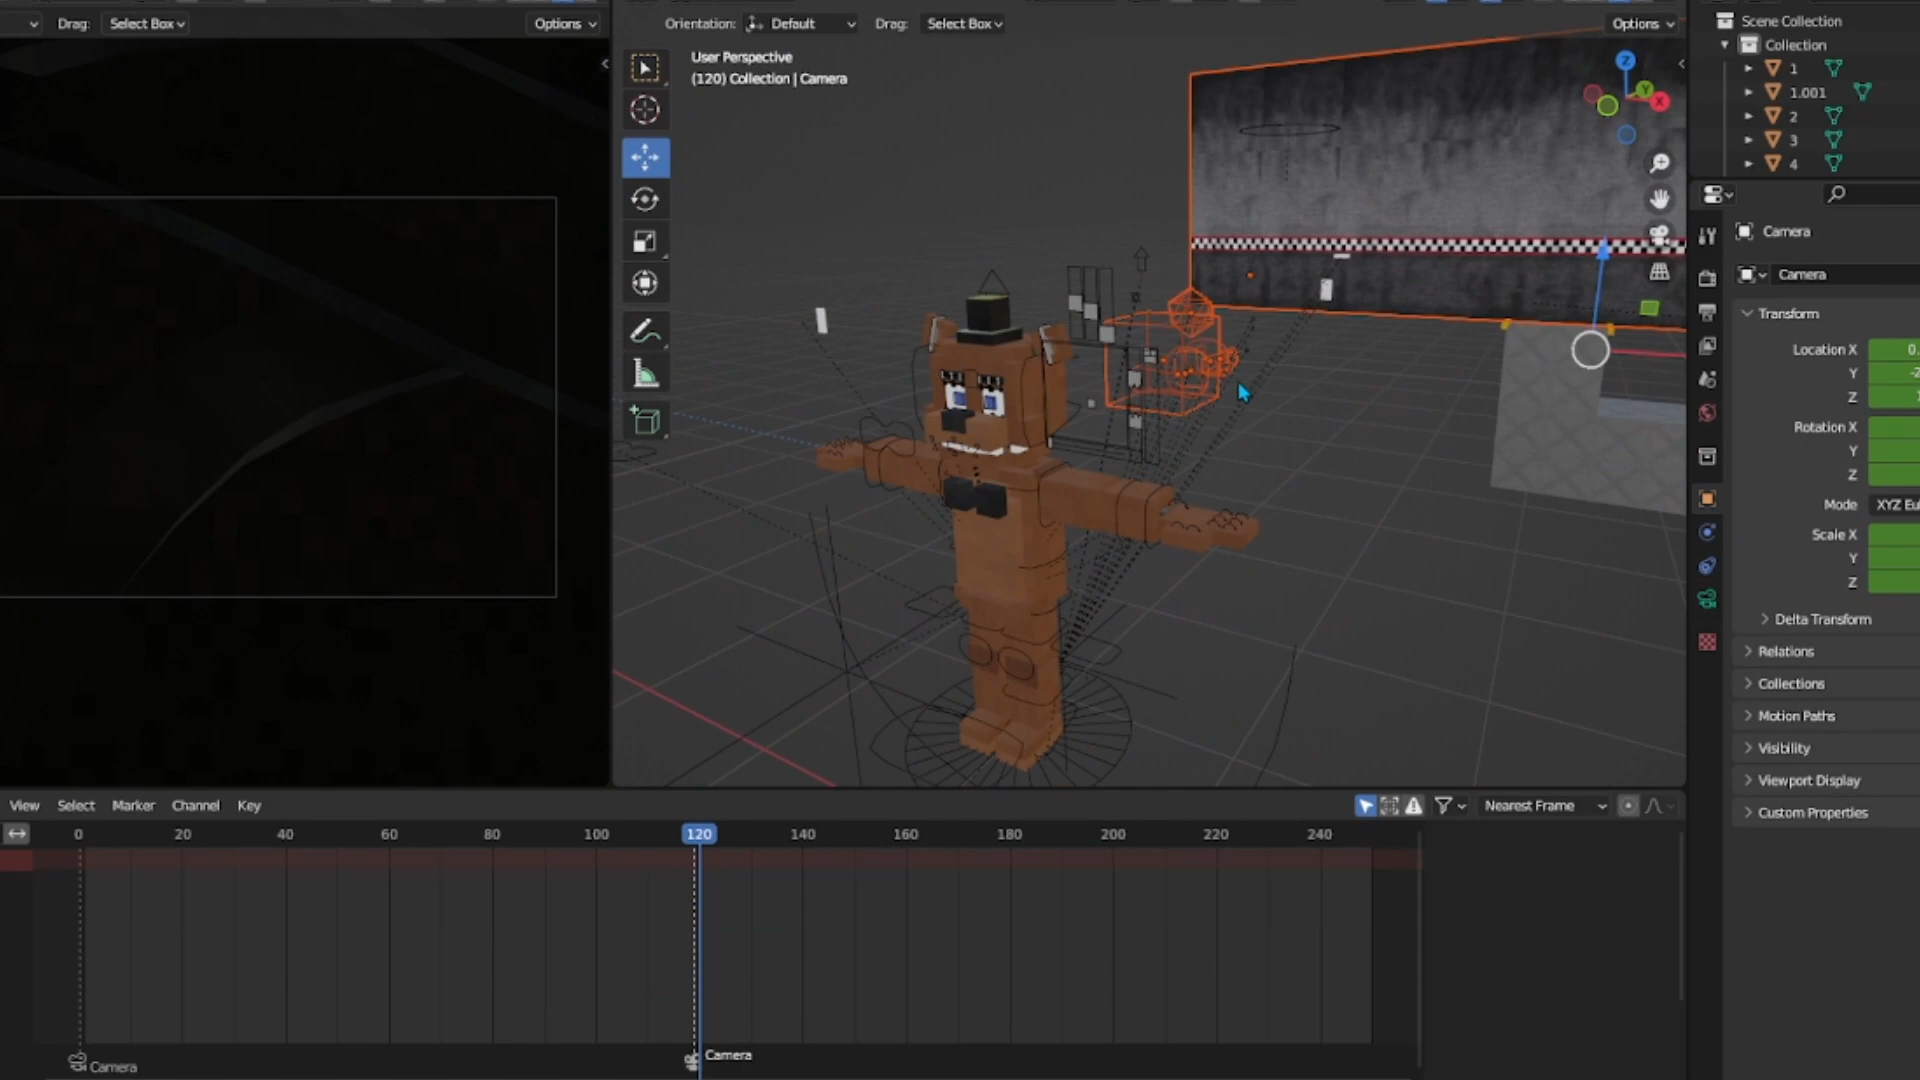 Drag: Select Box Options
Orientation: Default Drag: Select Box Options
User Perspective
(120) Collection | Camera
Z
Y
X
Scene Collection
Collection
1
1.001
2
3
4
Camera
Camera
Transform
Location X 0.
Y -2
Z
Rotation X
Y
Z
Mode XYZ Eul
Scale X
Y
Z
Delta Transform
Relations
Collections
Motion Paths
Visibility
Viewport Display
Custom Properties
View Select Marker Channel Key Nearest Frame
0 20 40 60 80 100 120 140 160 180 200 220 240
Camera
Camera